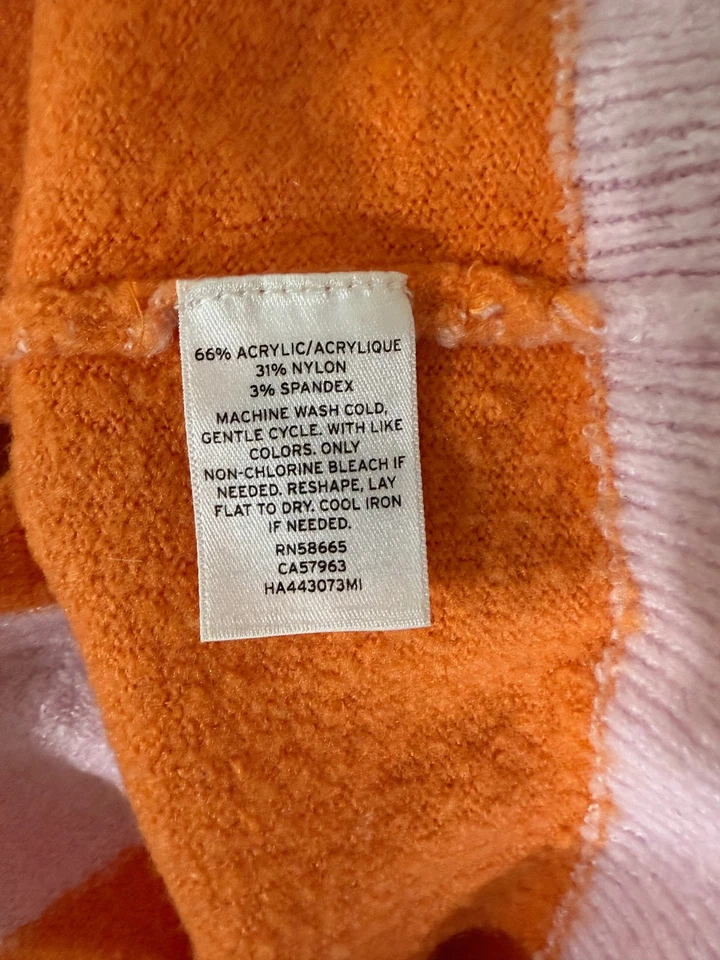 66% ACRYLIC/ACRYLIQUE
31% NYLON
3% SPANDEX
MACHINE WASH COLD,
GENTLE CYCLE. WITH LIKE
COLORS. ONLY
NON-CHLORINE BLEACH IF
NEEDED. RESHAPE, LAY
FLAT TO DRY. COOL IRON
IF NEEDED.
RN58665
CA57963
HA443073MI